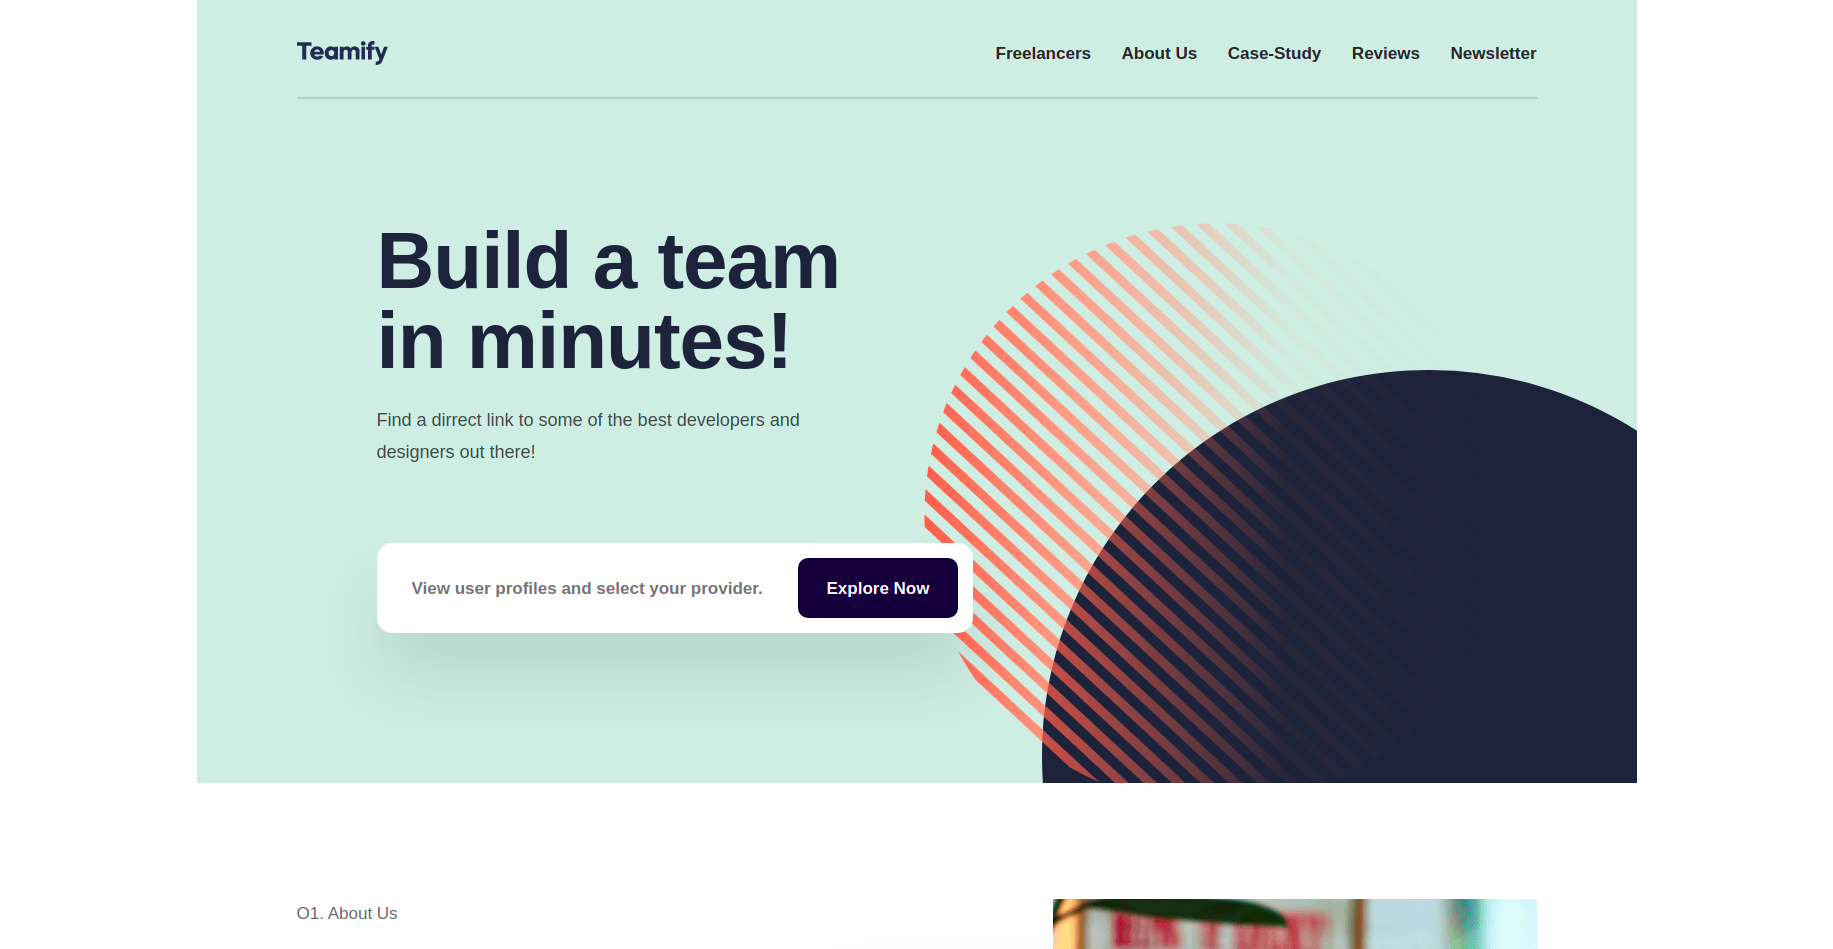 Teamify
Freelancers About Us Case-Study Reviews Newsletter
Build a team
in minutes!
Find a dirrect link to some of the best developers and
designers out there!
View user profiles and select your provider.
Explore Now
O1. About Us